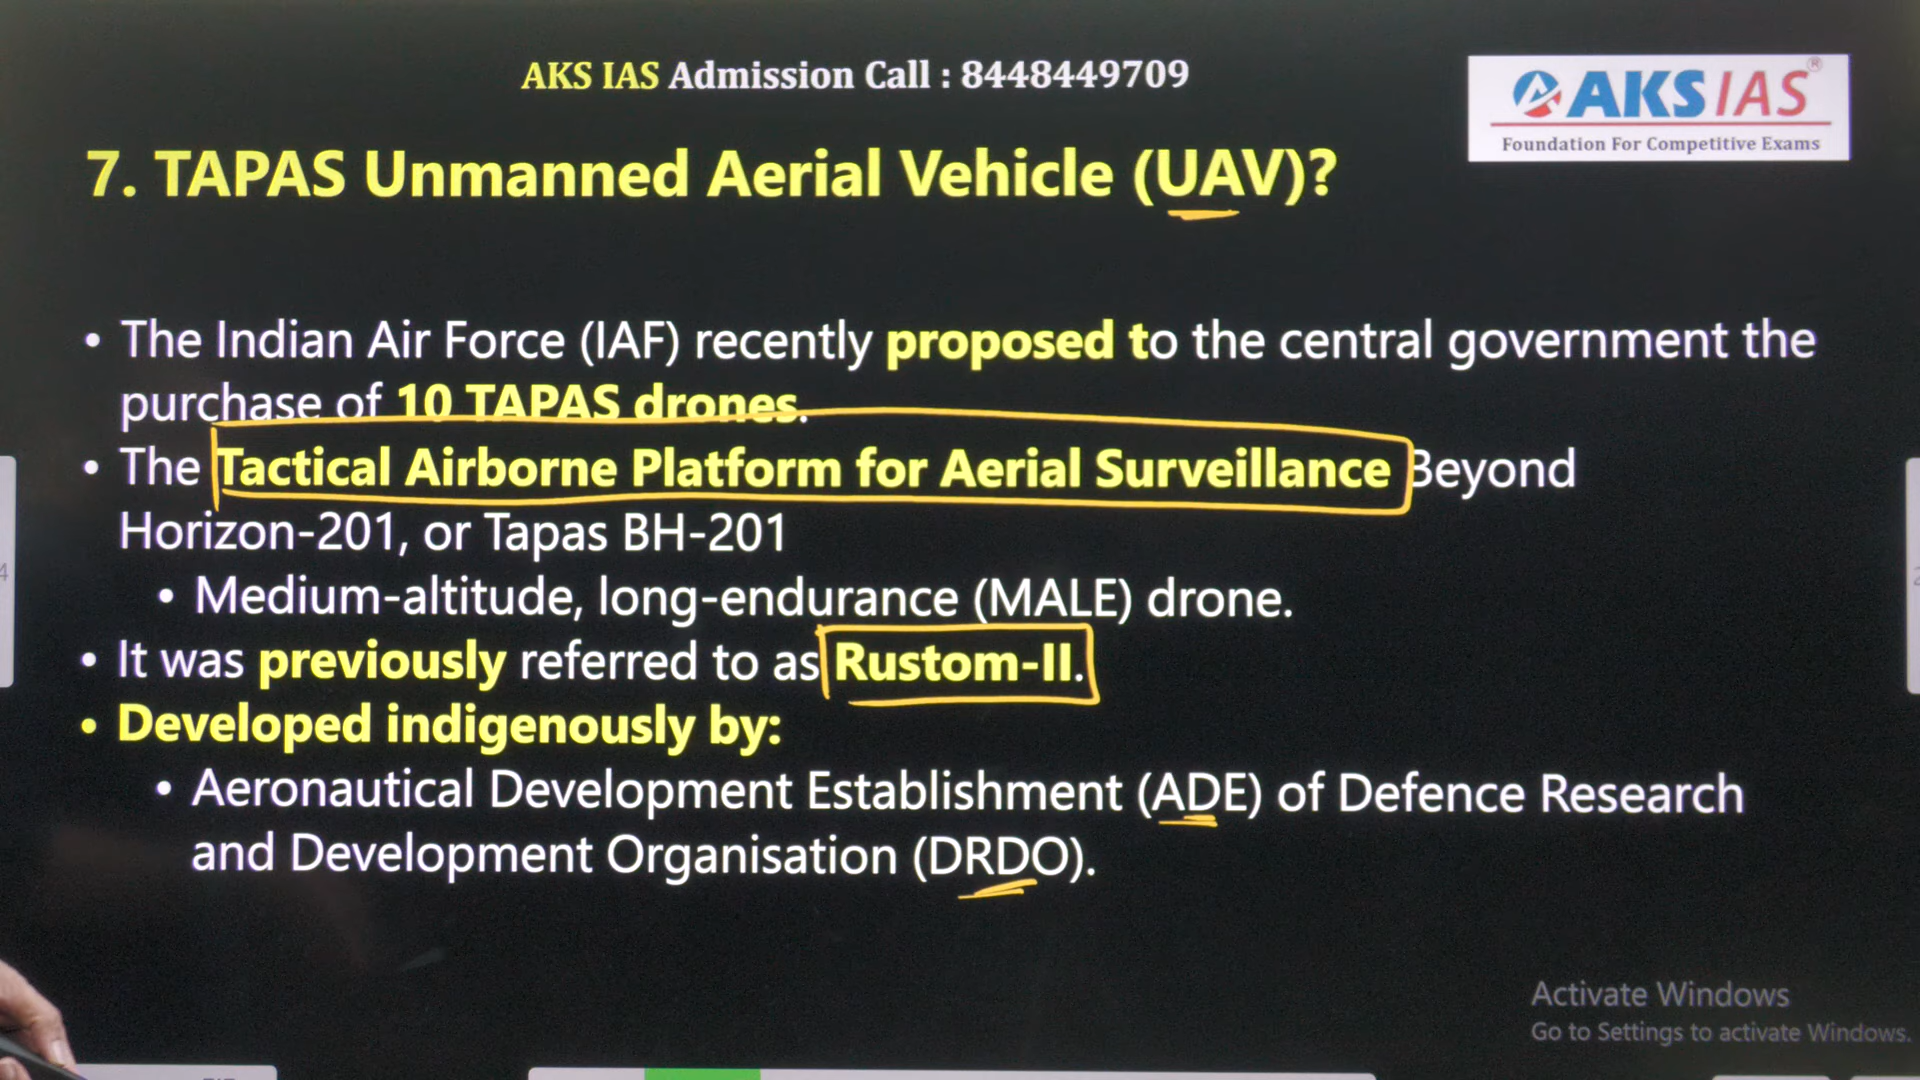 AKS IAS Admission Call : 8448449709
AKS IAS®
Foundation For Competitive Exams
7. TAPAS Unmanned Aerial Vehicle (UAV)?
• The Indian Air Force (IAF) recently proposed to the central government the
purchase of 10 TAPAS drones.
• The Tactical Airborne Platform for Aerial Surveillance Beyond
Horizon-201, or Tapas BH-201
• Medium-altitude, long-endurance (MALE) drone.
• It was previously referred to as Rustom-II.
• Developed indigenously by:
• Aeronautical Development Establishment (ADE) of Defence Research
and Development Organisation (DRDO).
Activate Windows
Go to Settings to activate Windows.